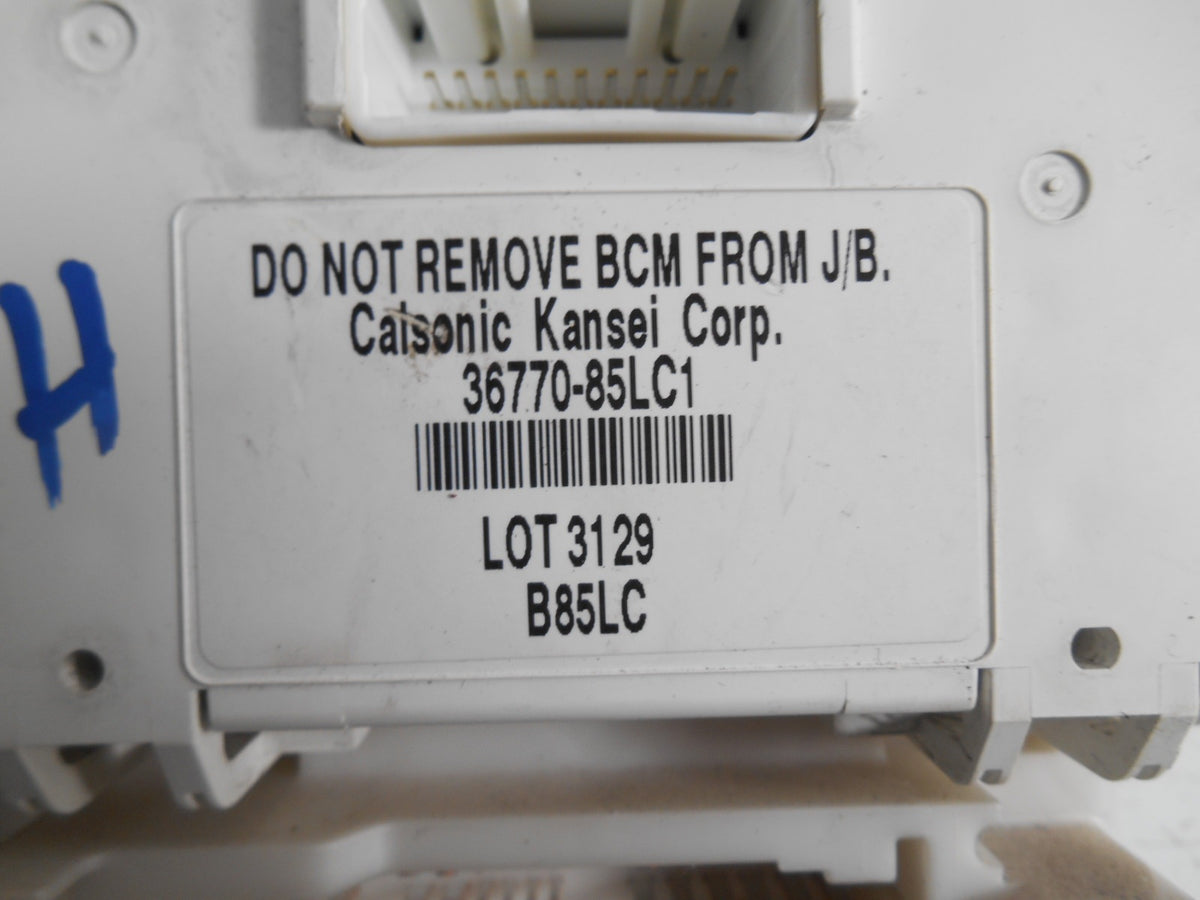 DO NOT REMOVE BCM FROM J/B.
Calsonic Kansei Corp.
36770-85LC1
LOT 3129
B85LC
H